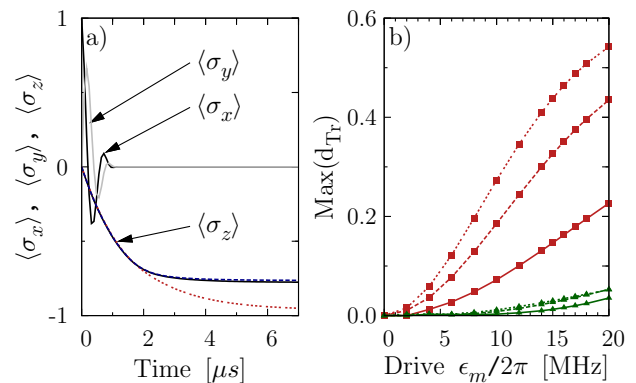 a)
1
0
-1
0 2 4 6
Time [μs]
⟨σx⟩, ⟨σy⟩, ⟨σz⟩
⟨σy⟩
⟨σx⟩
⟨σz⟩
b)
0.6
0.4
0.2
0.0
0 5 10 15 20
Drive ϵm/2π [MHz]
Max(dTr)